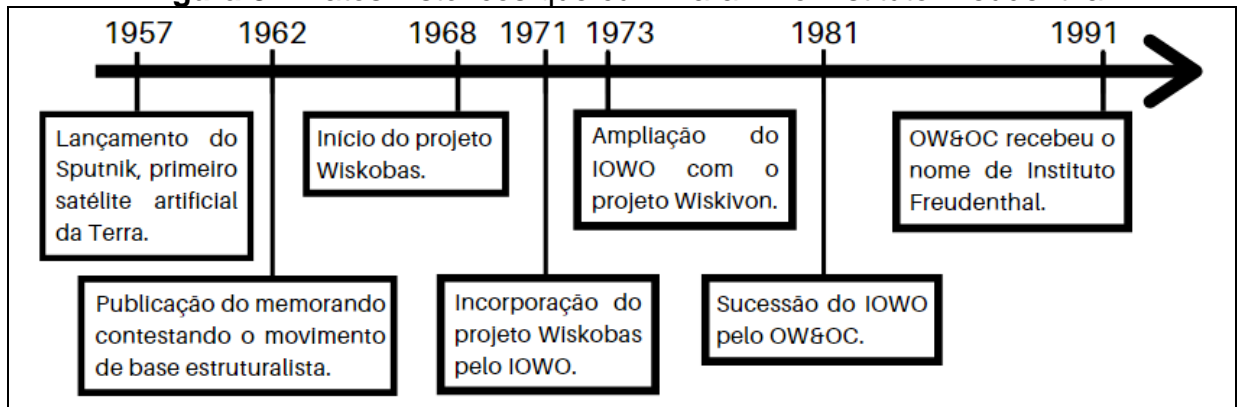 1957 1962 1968 1971 1973 1981 1991
Lançamento do
Sputnik, primeiro
satélite artificial
da Terra.
Publicação do memorando
contestando o movimento
de base estruturalista.
Início do projeto
Wiskobas.
Incorporação do
projeto Wiskobas
pelo IOWO.
Ampliação do
IOWO com o
projeto Wiskivon.
Sucessão do IOWO
pelo OW&OC.
OW&OC recebeu o
nome de Instituto
Freudenthal.